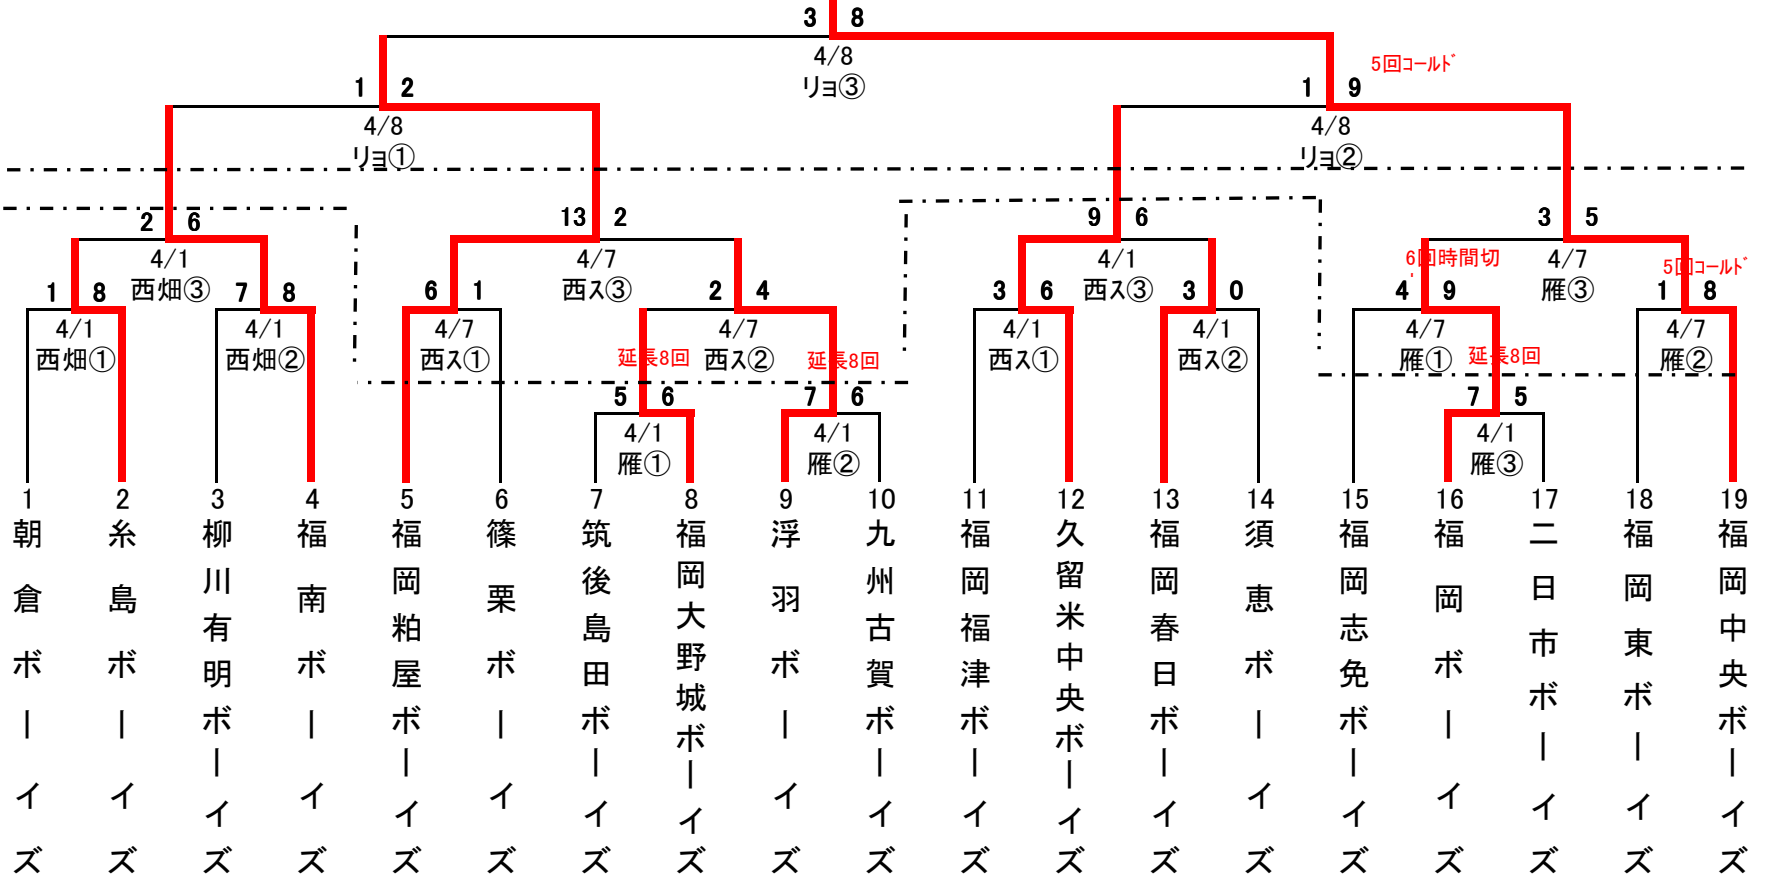 3 8
4/8
リョ③
5回コールド
1 2
4/8
リョ①
1 9
4/8
リョ②
2 6
4/1
西畑③
13 2
4/7
西ス③
9 6
4/1
西ス③
3 5
4/7
雁③
6回時間切
5回コールド
1 8
4/1
西畑①
7 8
4/1
西畑②
6 1
4/7
西ス①
2 4
4/7
西ス②
3 6
4/1
西ス①
3 0
4/1
西ス②
4 9
4/7
雁①
1 8
4/7
雁②
延長8回
延長8回
延長8回
5 6
4/1
雁①
7 6
4/1
雁②
7 5
4/1
雁③
1 朝倉ボーイズ
2 糸島ボーイズ
3 柳川有明ボーイズ
4 福南ボーイズ
5 福岡粕屋ボーイズ
6 篠栗ボーイズ
7 筑後島田ボーイズ
8 福岡大野城ボーイズ
9 浮羽ボーイズ
10 九州古賀ボーイズ
11 福岡福津ボーイズ
12 久留米中央ボーイズ
13 福岡春日ボーイズ
14 須恵ボーイズ
15 福岡志免ボーイズ
16 福岡ボーイズ
17 二日市ボーイズ
18 福岡東ボーイズ
19 福岡中央ボーイズ